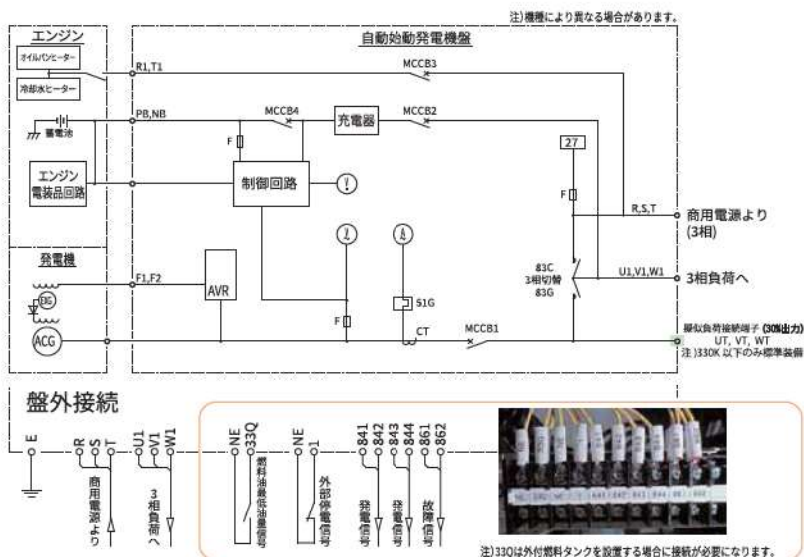 注)機種により異なる場合があります。
エンジン
自動始動発電機盤
オイルパンヒーター
冷却水ヒーター
R1,T1
MCCB3
PB,NB
MCCB4
充電器
MCCB2
蓄電池
F
27
エンジン
電装品回路
制御回路
F
R,S,T
商用電源より
(3相)
発電機
83C
3相切替
83G
U1,V1,W1
3相負荷へ
F1,F2
AVR
EXG
51G
F
CT
MCCB1
ACG
擬似負荷接続端子 (30%出力)
UT, VT, WT
注)330K 以下のみ標準装備
盤外接続
E
R
S
T
U1
V1
W1
NE
33Q
NE
1
841
842
843
844
861
862
商用電源より
3相負荷へ
燃料油最低油量信号
外部停電信号
発電信号
発電信号
故障信号
注)33Qは外付燃料タンクを設置する場合に接続が必要になります。